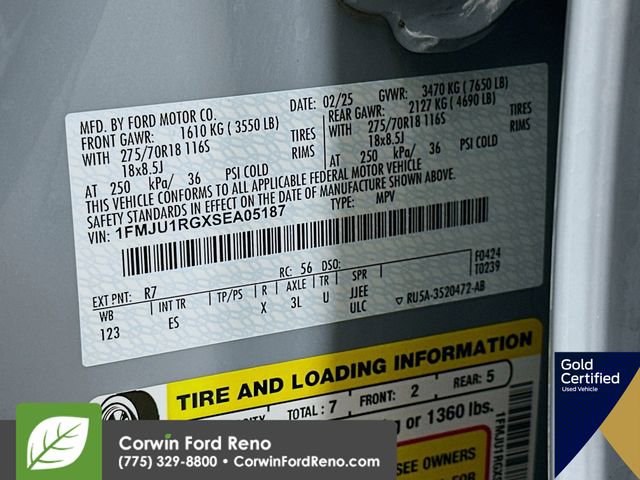 MFD. BY FORD MOTOR CO.
DATE: 02/25 GVWR: 3470 KG ( 7650 LB)
FRONT GAWR: 1610 KG ( 3550 LB) REAR GAWR: 2127 KG ( 4690 LB)
WITH 275/70R18 116S TIRES WITH 275/70R18 116S TIRES
18x8.5J RIMS 18x8.5J RIMS
AT 250 kPa/ 36 PSI COLD AT 250 kPa/ 36 PSI COLD
THIS VEHICLE CONFORMS TO ALL APPLICABLE FEDERAL MOTOR VEHICLE
SAFETY STANDARDS IN EFFECT ON THE DATE OF MANUFACTURE SHOWN ABOVE.
VIN: 1FMJU1RGXSEA05187 TYPE: MPV
EXT PNT: R7 RC: 56 DSO: F0424
WB INT TR TP/PS R AXLE TR SPR T0239
123 ES X 3L U JJEE
ULC ▽ RU5A-3520472-AB
TIRE AND LOADING INFORMATION
TOTAL: 7 FRONT: 2 REAR: 5
or 1360 lbs.
SEE OWNERS
1FMJU1RGX
Gold
Certified
Used Vehicle
Corwin Ford Reno
(775) 329-8800 • CorwinFordReno.com